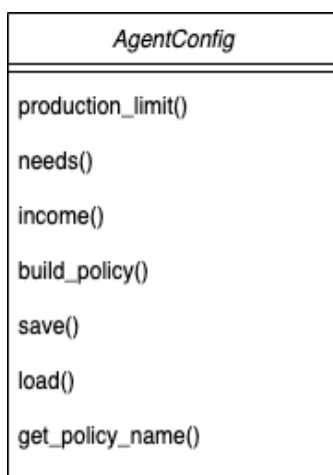 AgentConfig
production_limit()
needs()
income()
build_policy()
save()
load()
get_policy_name()